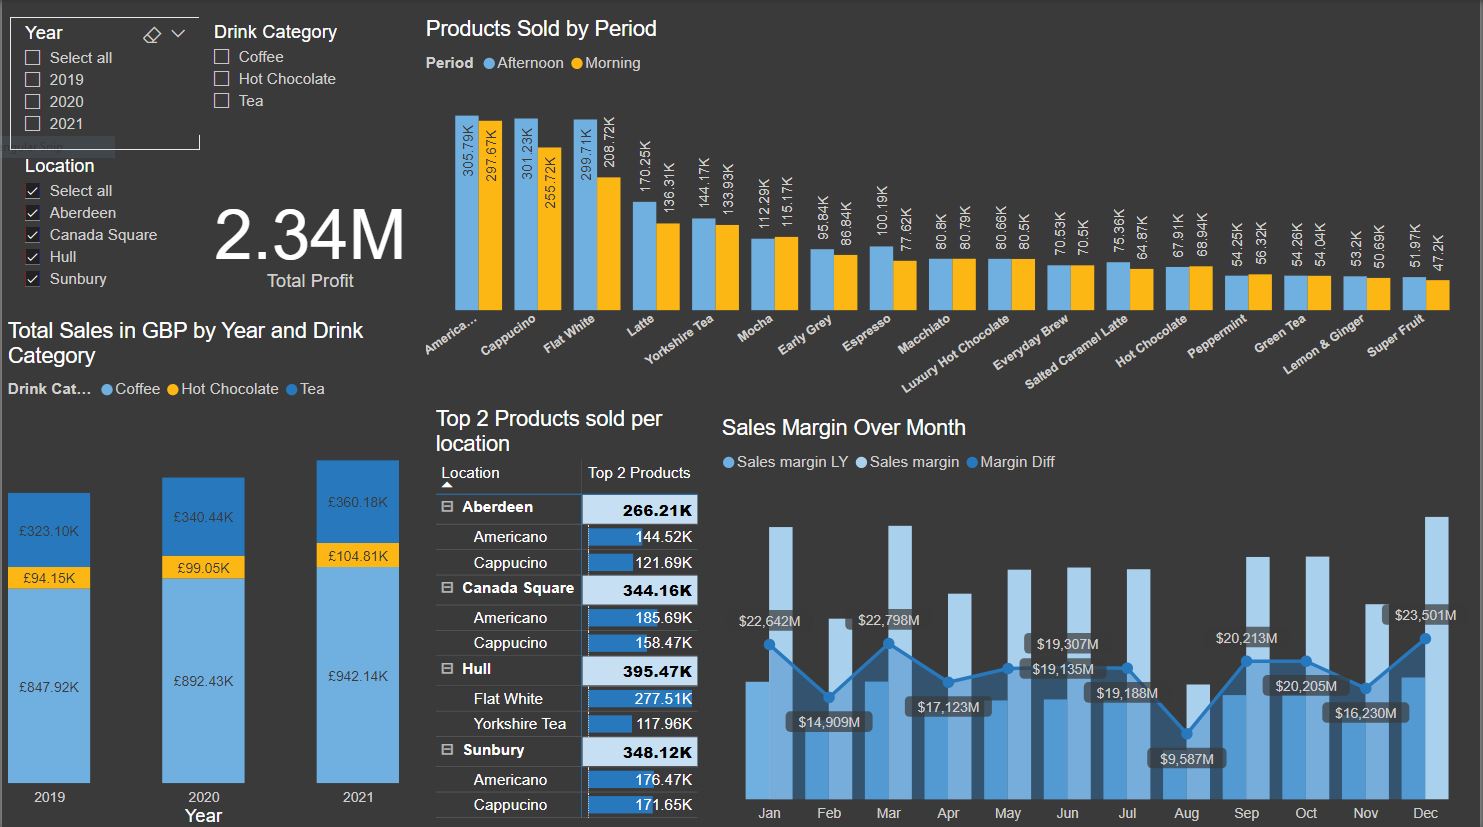 Year
Select all
2019
2020
2021
Drink Category
Coffee
Hot Chocolate
Tea
Location
Select all
Aberdeen
Canada Square
Hull
Sunbury
2.34M
Total Profit
Products Sold by Period
Period Afternoon Morning
305.79K 297.67K 301.23K 255.72K 299.71K 208.72K 170.25K 136.31K 144.17K 133.93K 112.29K 115.17K 95.84K 86.84K 100.19K 77.62K 80.8K 80.79K 80.66K 80.5K 70.53K 70.5K 75.36K 64.87K 67.91K 68.94K 54.25K 56.32K 54.26K 54.04K 53.2K 50.69K 51.97K 47.2K
America... Cappucino Flat White Latte Yorkshire Tea Mocha Early Grey Espresso Macchiato Luxury Hot Chocolate Everyday Brew Salted Caramel Latte Hot Chocolate Peppermint Green Tea Lemon & Ginger Super Fruit
Total Sales in GBP by Year and Drink
Category
Drink Cat... Coffee Hot Chocolate Tea
£323.10K £340.44K £360.18K
£94.15K £99.05K £104.81K
£847.92K £892.43K £942.14K
2019 2020 2021
Year
Top 2 Products sold per
location
Location Top 2 Products
Aberdeen 266.21K
Americano 144.52K
Cappucino 121.69K
Canada Square 344.16K
Americano 185.69K
Cappucino 158.47K
Hull 395.47K
Flat White 277.51K
Yorkshire Tea 117.96K
Sunbury 348.12K
Americano 176.47K
Cappucino 171.65K
Sales Margin Over Month
Sales margin LY Sales margin Margin Diff
$22,642M $14,909M $22,798M $17,123M $19,135M $19,307M $19,188M $9,587M $20,213M $20,205M $16,230M $23,501M
Jan Feb Mar Apr May Jun Jul Aug Sep Oct Nov Dec